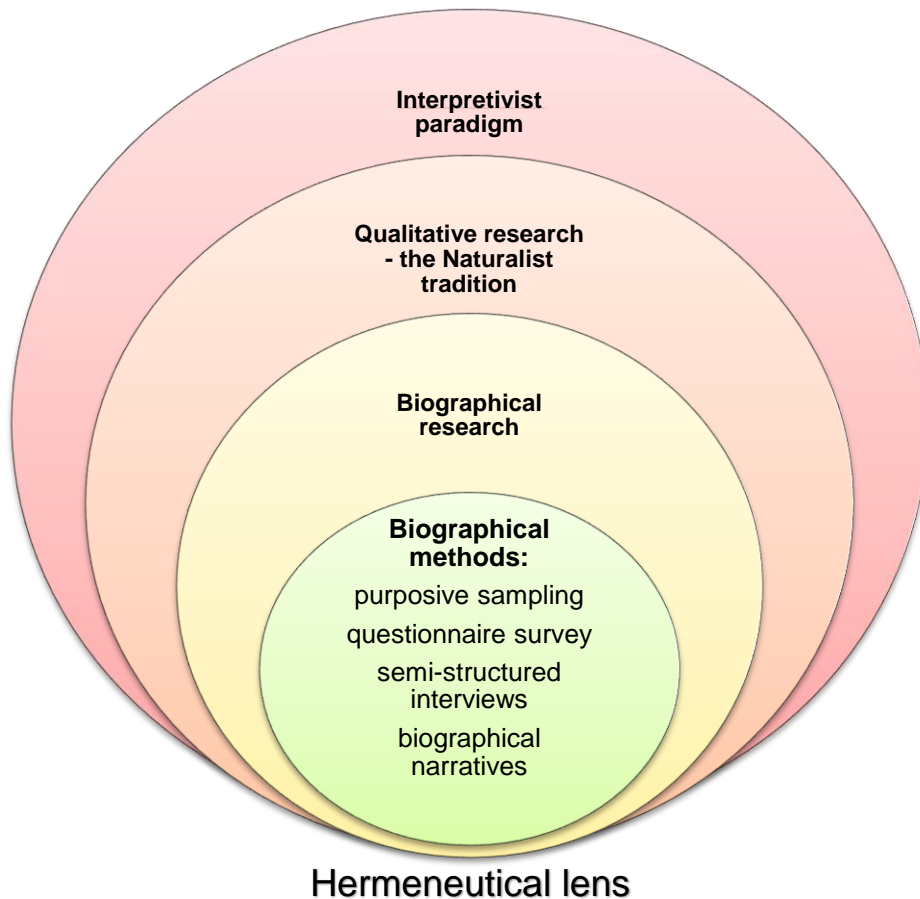 Interpretivist
paradigm
Qualitative research
- the Naturalist
tradition
Biographical
research
Biographical
methods:
purposive sampling
questionnaire survey
semi-structured
interviews
biographical
narratives
Hermeneutical lens